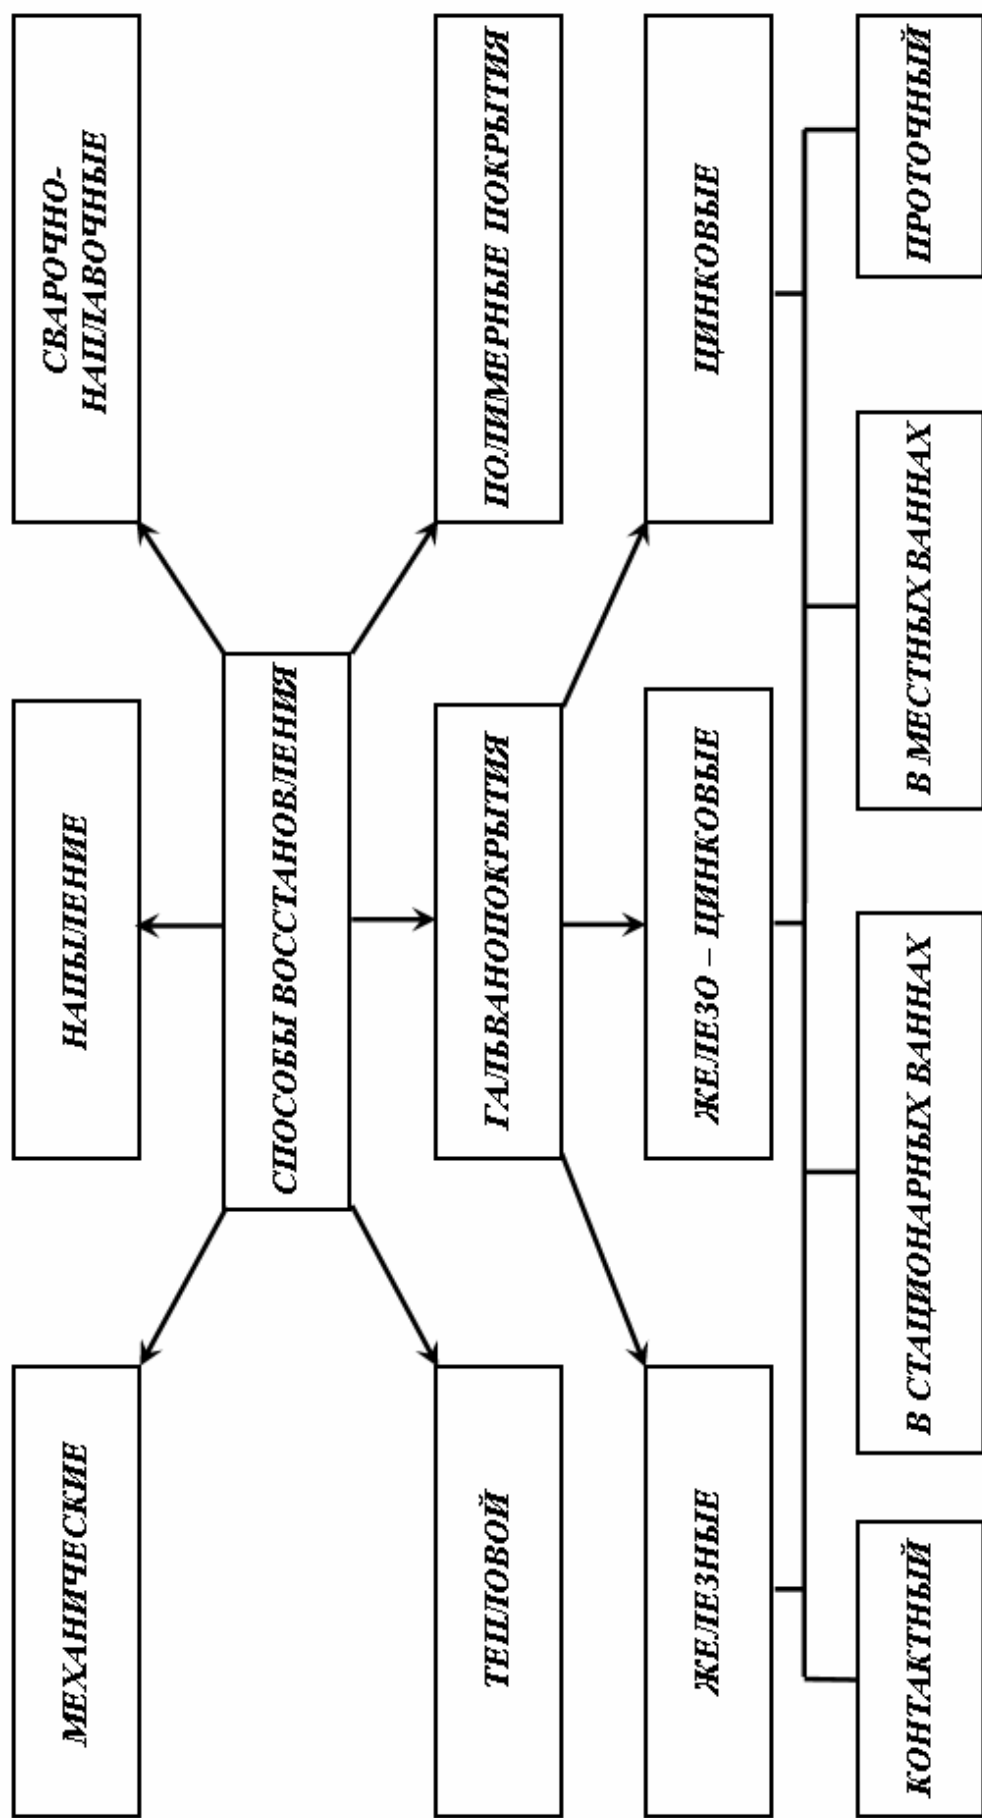 МЕХАНИЧЕСКИЕ
НАПЫЛЕНИЕ
СВАРОЧНО-
НАПЛАВОЧНЫЕ
СПОСОБЫ ВОССТАНОВЛЕНИЯ
ТЕПЛОВОЙ
ГАЛЬВАНОПОКРЫТИЯ
ПОЛИМЕРНЫЕ ПОКРЫТИЯ
ЖЕЛЕЗНЫЕ
ЖЕЛЕЗО – ЦИНКОВЫЕ
ЦИНКОВЫЕ
КОНТАКТНЫЙ
В СТАЦИОНАРНЫХ ВАННАХ
В МЕСТНЫХ ВАННАХ
ПРОТОЧНЫЙ